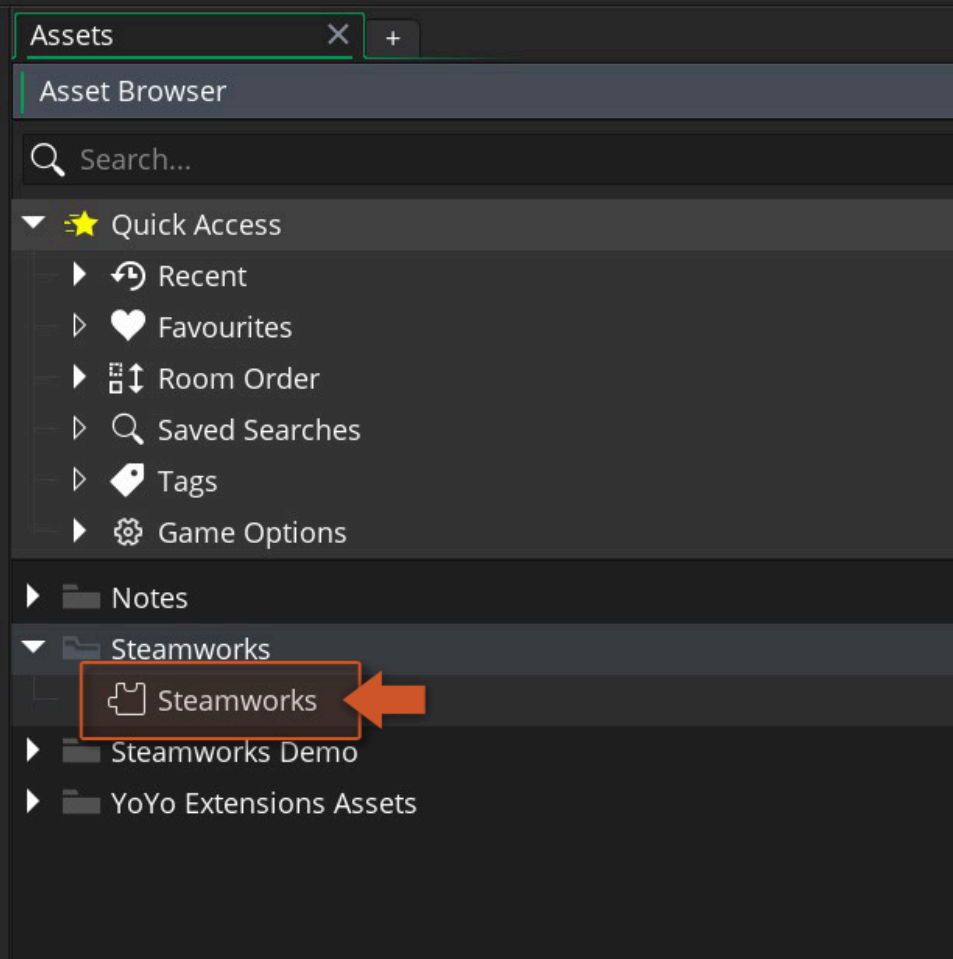 Assets
+
Asset Browser
Search...
Quick Access
Recent
Favourites
Room Order
Saved Searches
Tags
Game Options
Notes
Steamworks
Steamworks
Steamworks Demo
YoYo Extensions Assets